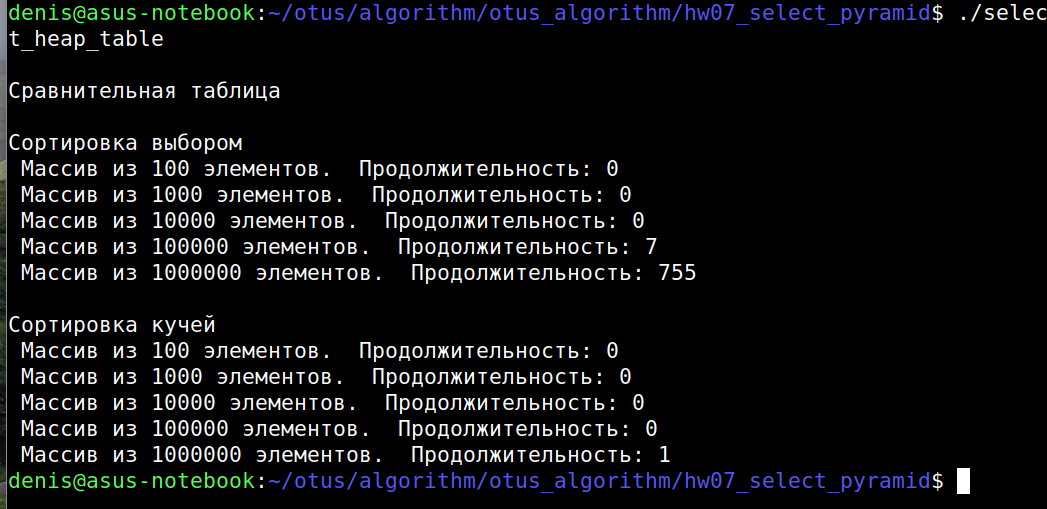 denis@asus-notebook:~/otus/algorithm/otus_algorithm/hw07_select_pyramid$ ./selec
t_heap_table
Сравнительная таблица
Сортировка выбором
Массив из 100 элементов.  Продолжительность: 0
Массив из 1000 элементов.  Продолжительность: 0
Массив из 10000 элементов.  Продолжительность: 0
Массив из 100000 элементов.  Продолжительность: 7
Массив из 1000000 элементов.  Продолжительность: 755
Сортировка кучей
Массив из 100 элементов.  Продолжительность: 0
Массив из 1000 элементов.  Продолжительность: 0
Массив из 10000 элементов.  Продолжительность: 0
Массив из 100000 элементов.  Продолжительность: 0
Массив из 1000000 элементов.  Продолжительность: 1
denis@asus-notebook:~/otus/algorithm/otus_algorithm/hw07_select_pyramid$